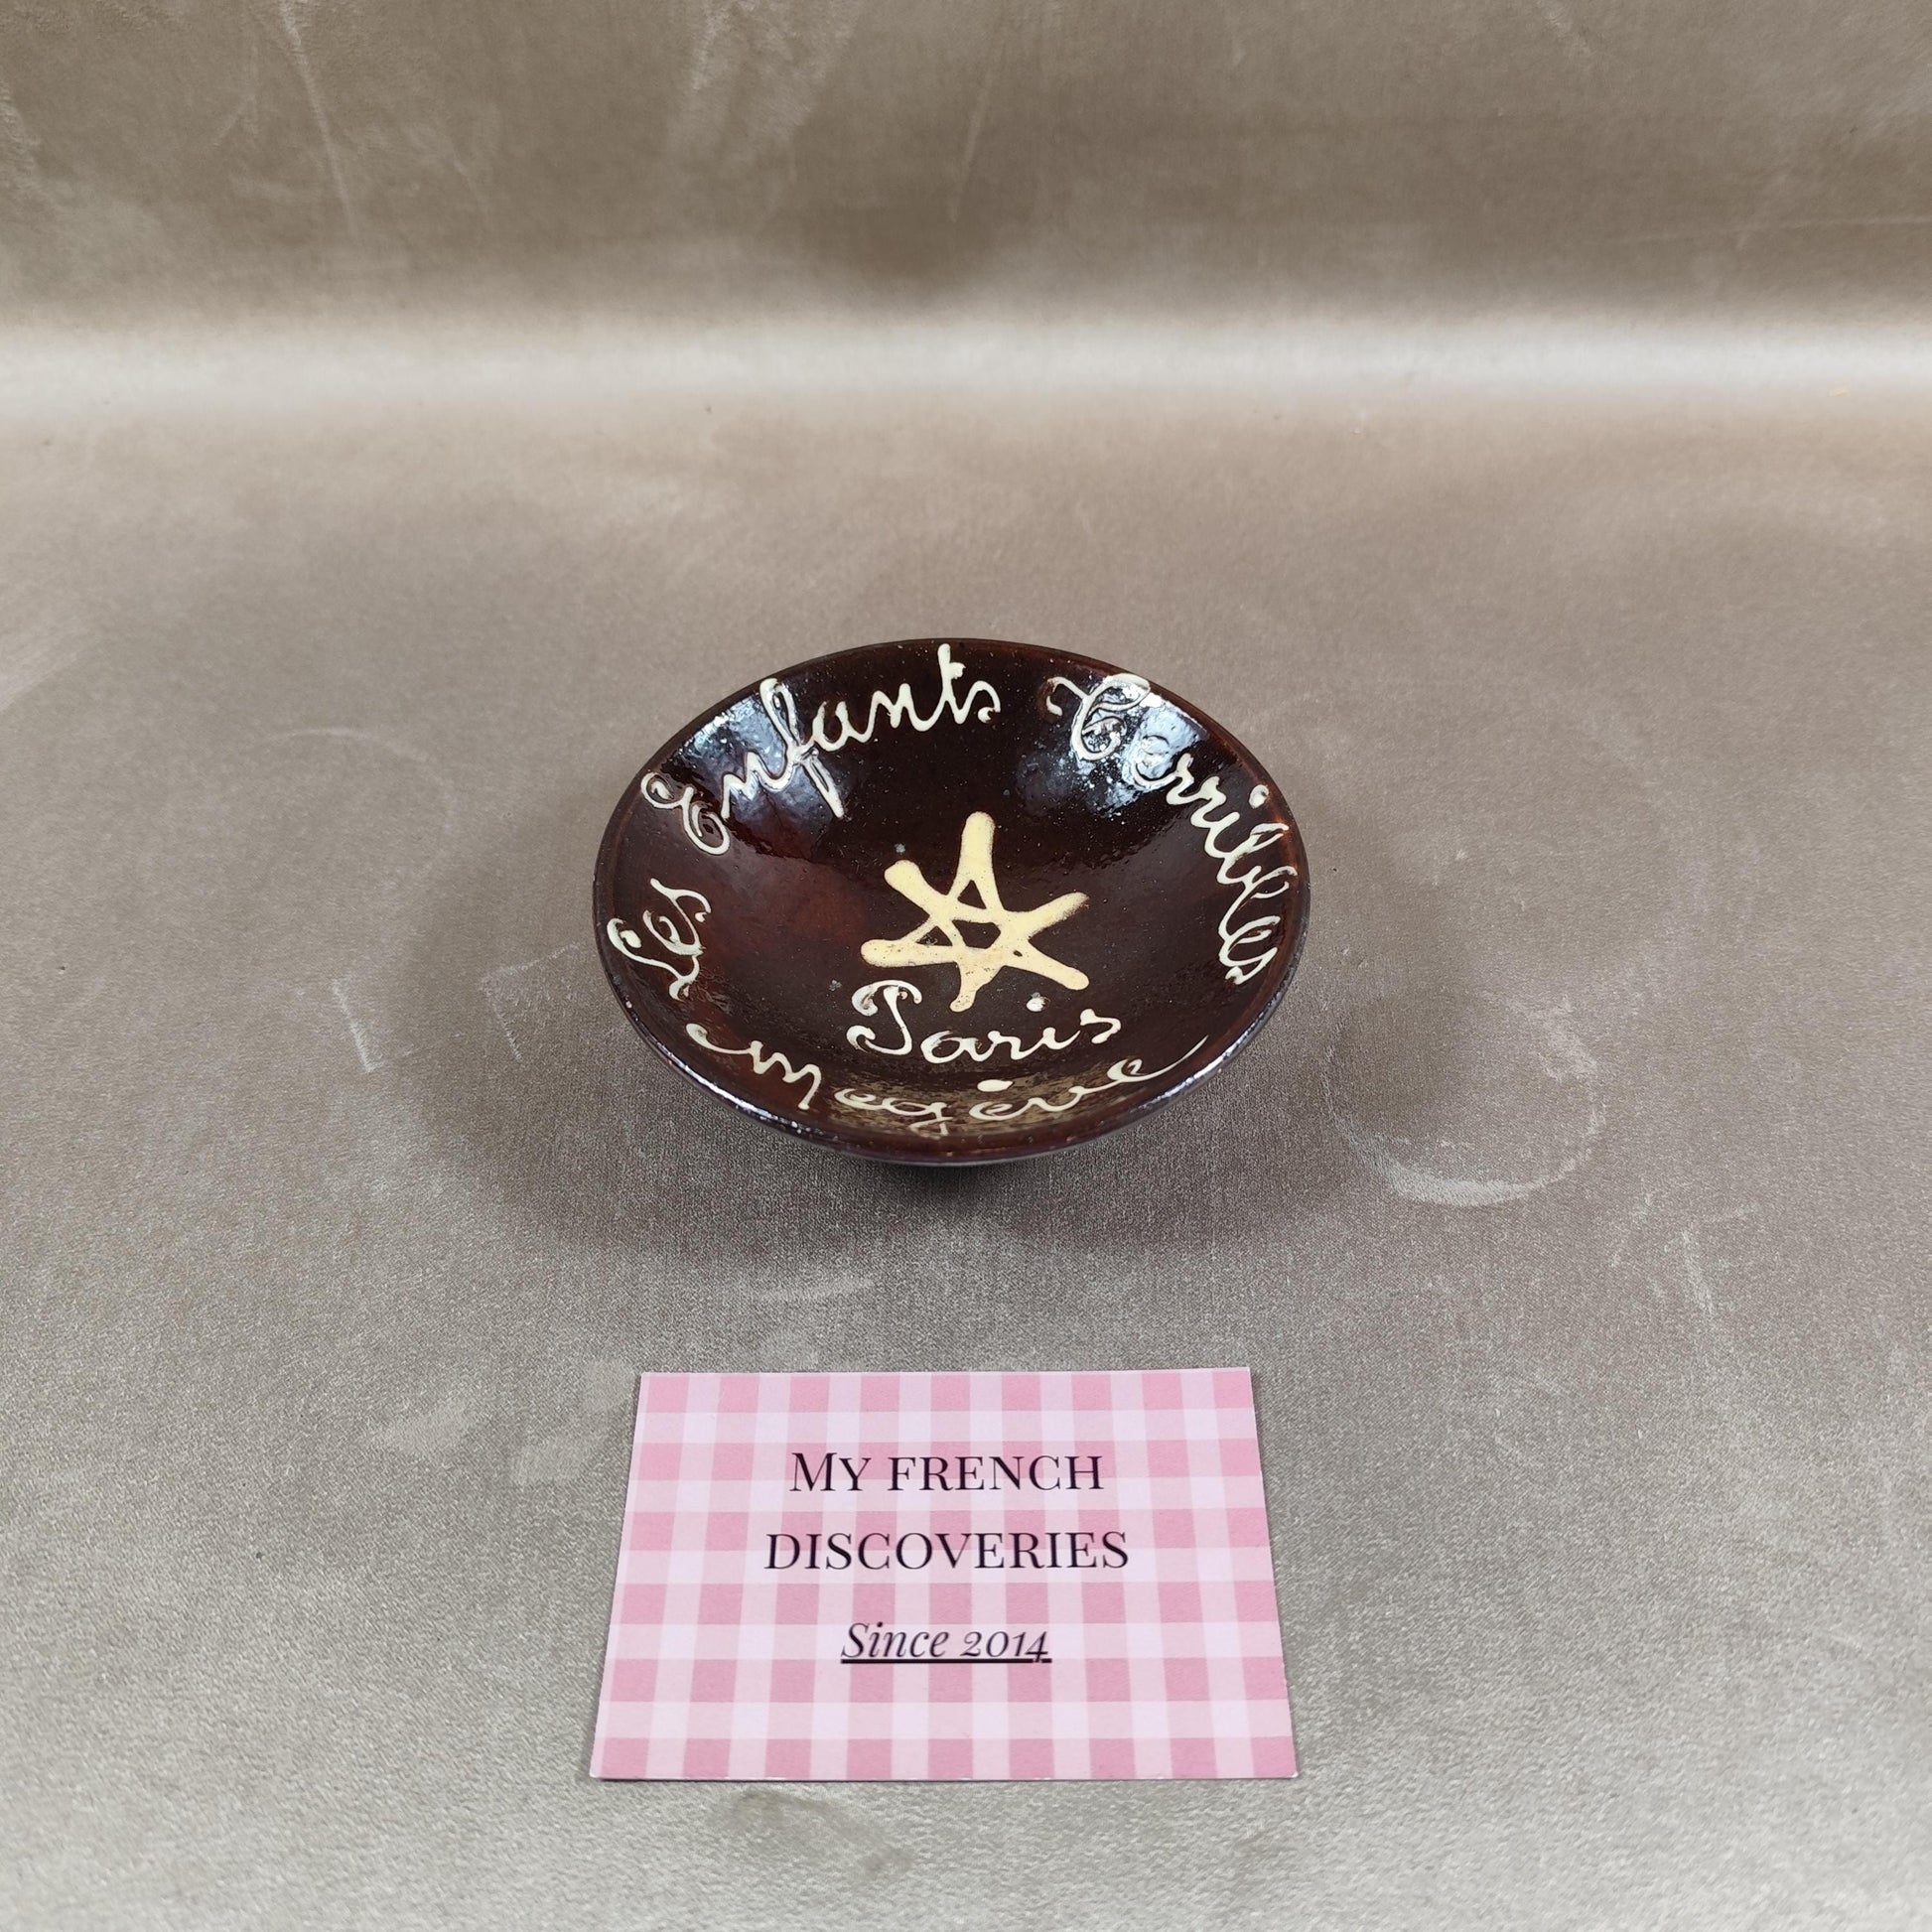 Les Enfants Terribles
Paris
Megève
My french
discoveries
Since 2014